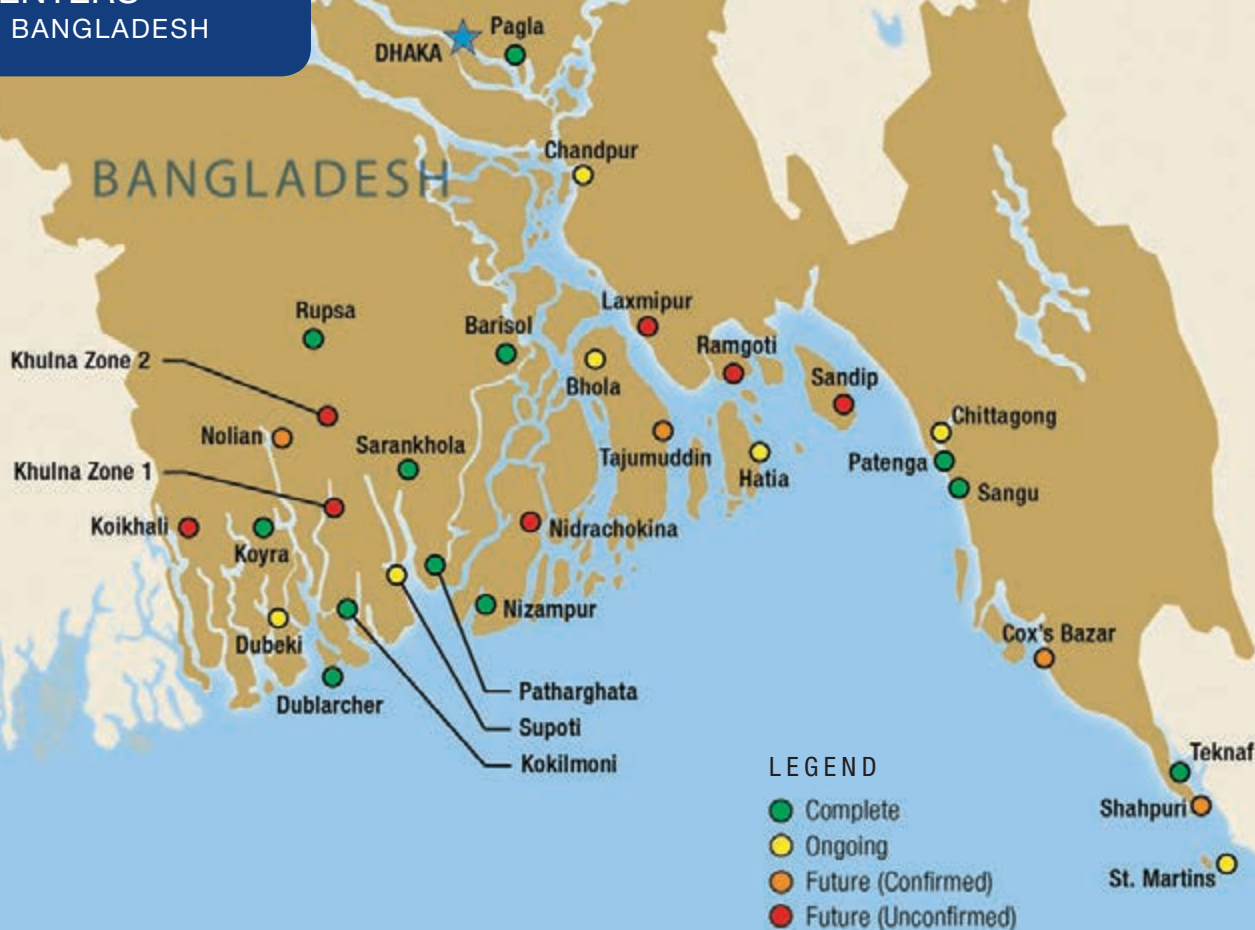 ENTERS
BANGLADESH
Pagla
DHAKA
Chandpur
BANGLADESH
Laxmipur
Rupsa
Barisol
Ramgoti
Khulna Zone 2
Bhola
Sandip
Chittagong
Nolian
Sarankhola
Tajumuddin
Patenga
Khulna Zone 1
Hatia
Sangu
Koikhali
Nidrachokina
Koyra
Nizampur
Dubeki
Cox's Bazar
Patharghata
Dublarcher
Supoti
Kokilmoni
Teknaf
LEGEND
Complete
Shahpuri
Ongoing
Future (Confirmed)
St. Martins
Future (Unconfirmed)